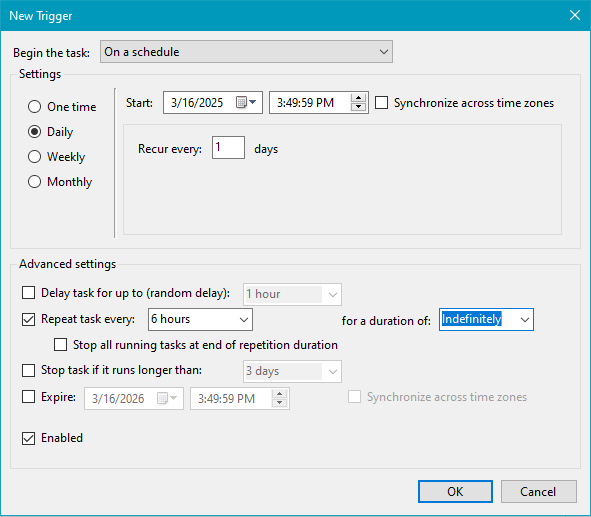 New Trigger
Begin the task: On a schedule
Settings
One time
Daily
Weekly
Monthly
Start: 3/16/2025 3:49:59 PM Synchronize across time zones
Recur every: 1 days
Advanced settings
Delay task for up to (random delay): 1 hour
Repeat task every: 6 hours for a duration of: Indefinitely
Stop all running tasks at end of repetition duration
Stop task if it runs longer than: 3 days
Expire: 3/16/2026 3:49:59 PM Synchronize across time zones
Enabled
OK Cancel